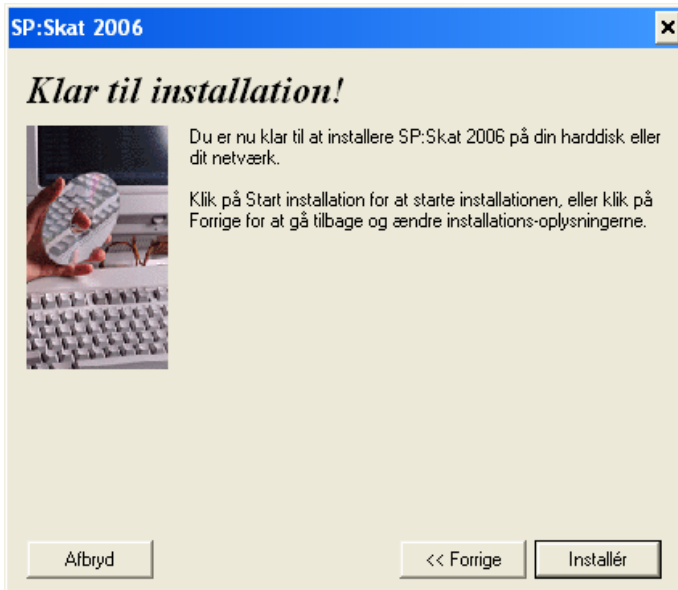 SP:Skat 2006
Klar til installation!
Du er nu klar til at installere SP:Skat 2006 på din harddisk eller
dit netværk.
Klik på Start installation for at starte installationen, eller klik på
Forrige for at gå tilbage og ændre installations-oplysningerne.
Afbryd
<< Forrige
Installér